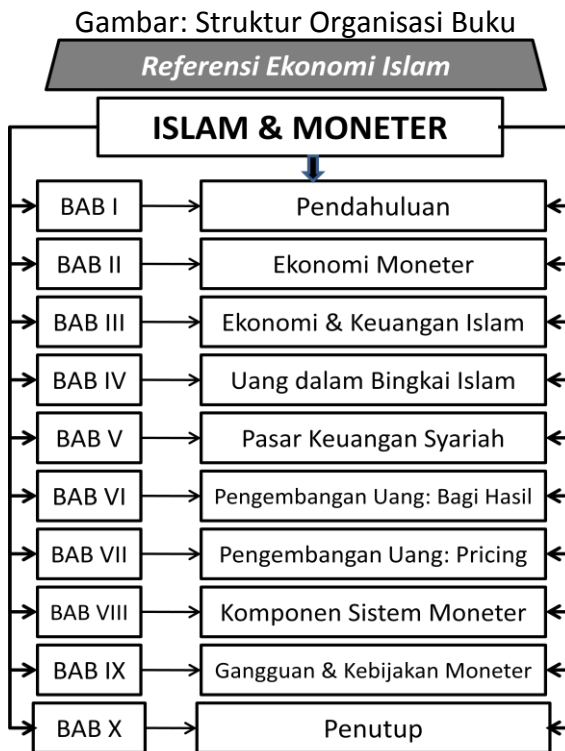 Gambar: Struktur Organisasi Buku
Referensi Ekonomi Islam
ISLAM & MONETER
BAB I Pendahuluan
BAB II Ekonomi Moneter
BAB III Ekonomi & Keuangan Islam
BAB IV Uang dalam Bingkai Islam
BAB V Pasar Keuangan Syariah
BAB VI Pengembangan Uang: Bagi Hasil
BAB VII Pengembangan Uang: Pricing
BAB VIII Komponen Sistem Moneter
BAB IX Gangguan & Kebijakan Moneter
BAB X Penutup